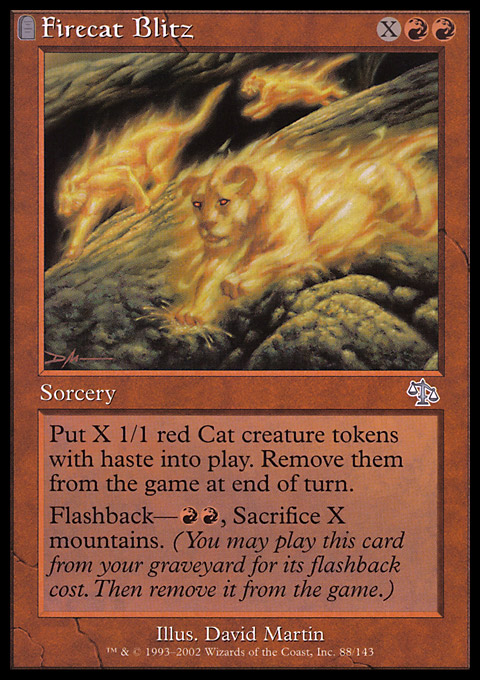 Firecat Blitz X
DM
Sorcery
Put X 1/1 red Cat creature tokens
with haste into play. Remove them
from the game at end of turn.
Flashback—, Sacrifice X
mountains. (You may play this card
from your graveyard for its flashback
cost. Then remove it from the game.)
Illus. David Martin
™ & © 1993–2002 Wizards of the Coast, Inc. 88/143